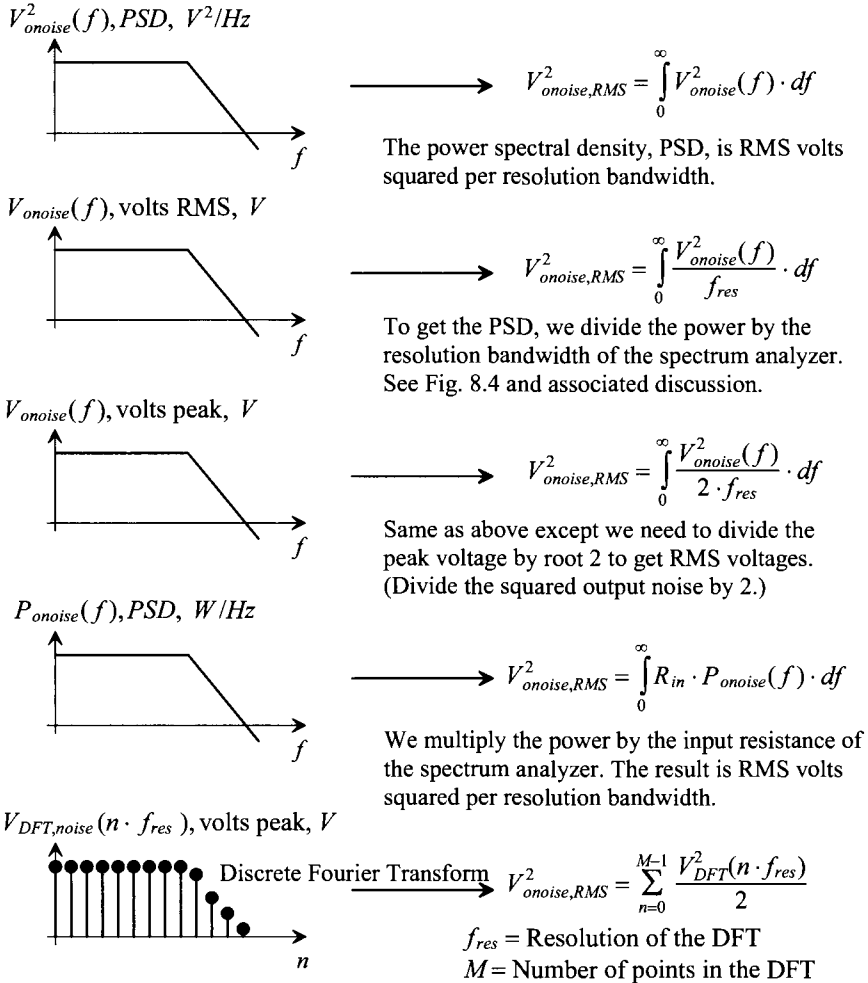 V²onoise(f), PSD, V²/Hz
f
V²onoise,RMS = ∫₀^∞ V²onoise(f) · df
The power spectral density, PSD, is RMS volts
squared per resolution bandwidth.
Vonoise(f), volts RMS, V
f
V²onoise,RMS = ∫₀^∞ V²onoise(f) / fres · df
To get the PSD, we divide the power by the
resolution bandwidth of the spectrum analyzer.
See Fig. 8.4 and associated discussion.
Vonoise(f), volts peak, V
f
V²onoise,RMS = ∫₀^∞ V²onoise(f) / 2 · fres · df
Same as above except we need to divide the
peak voltage by root 2 to get RMS voltages.
(Divide the squared output noise by 2.)
Ponoise(f), PSD, W/Hz
f
V²onoise,RMS = ∫₀^∞ Rin · Ponoise(f) · df
We multiply the power by the input resistance of
the spectrum analyzer. The result is RMS volts
squared per resolution bandwidth.
VDFT,noise(n · fres), volts peak, V
Discrete Fourier Transform
n
V²onoise,RMS = ∑ₙ₌₀^M−1 V²DFT(n · fres) / 2
fres = Resolution of the DFT
M = Number of points in the DFT